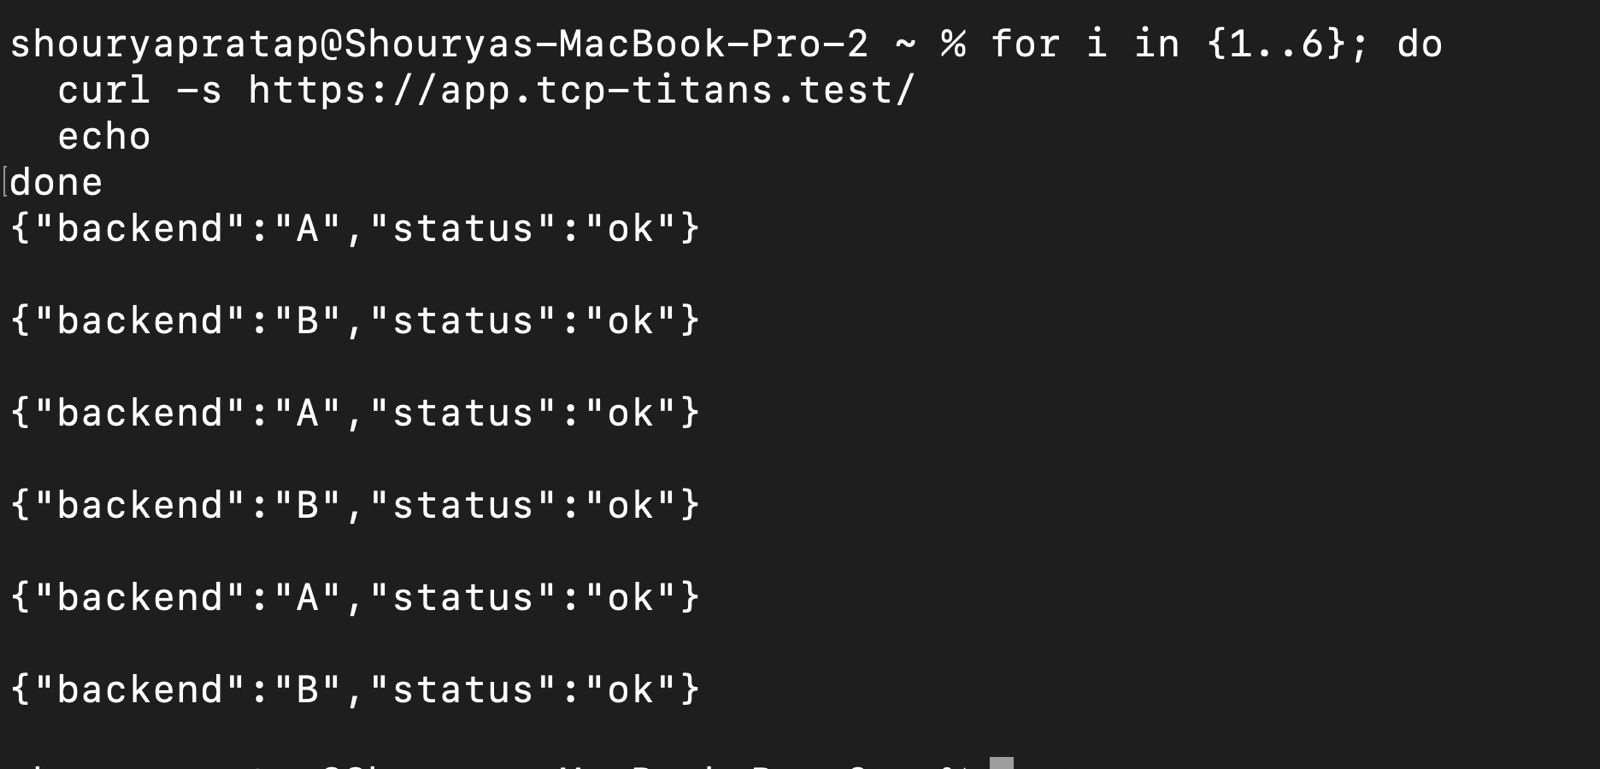 shouryapratap@Shouryas-MacBook-Pro-2 ~ % for i in {1..6}; do
  curl -s https://app.tcp-titans.test/
  echo
done
{"backend":"A","status":"ok"}
{"backend":"B","status":"ok"}
{"backend":"A","status":"ok"}
{"backend":"B","status":"ok"}
{"backend":"A","status":"ok"}
{"backend":"B","status":"ok"}